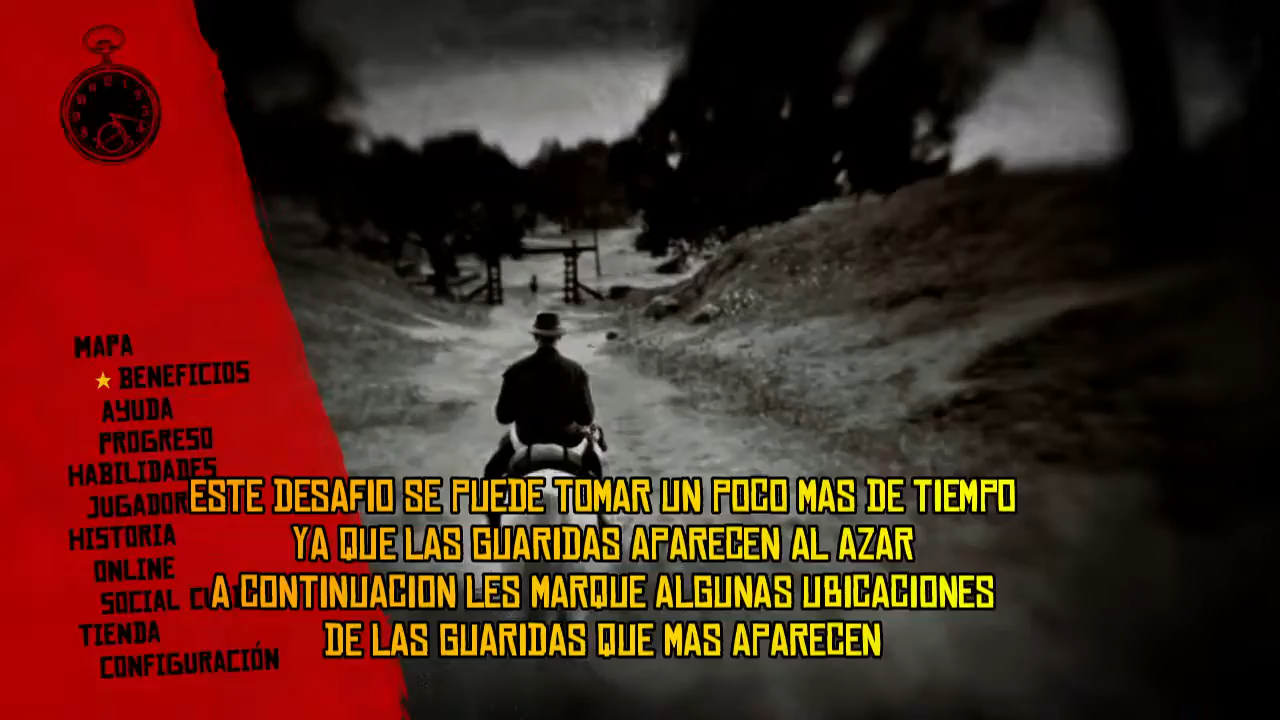 MAPA
BENEFICIOS
AYUDA
PROGRESO
HABILIDADES
JUGADOR
HISTORIA
ONLINE
SOCIAL
TIENDA
CONFIGURACIÓN
ESTE DESAFIO SE PUEDE TOMAR UN POCO MAS DE TIEMPO
YA QUE LAS GUARIDAS APARECEN AL AZAR
A CONTINUACION LES MARQUE ALGUNAS UBICACIONES
DE LAS GUARIDAS QUE MAS APARECEN